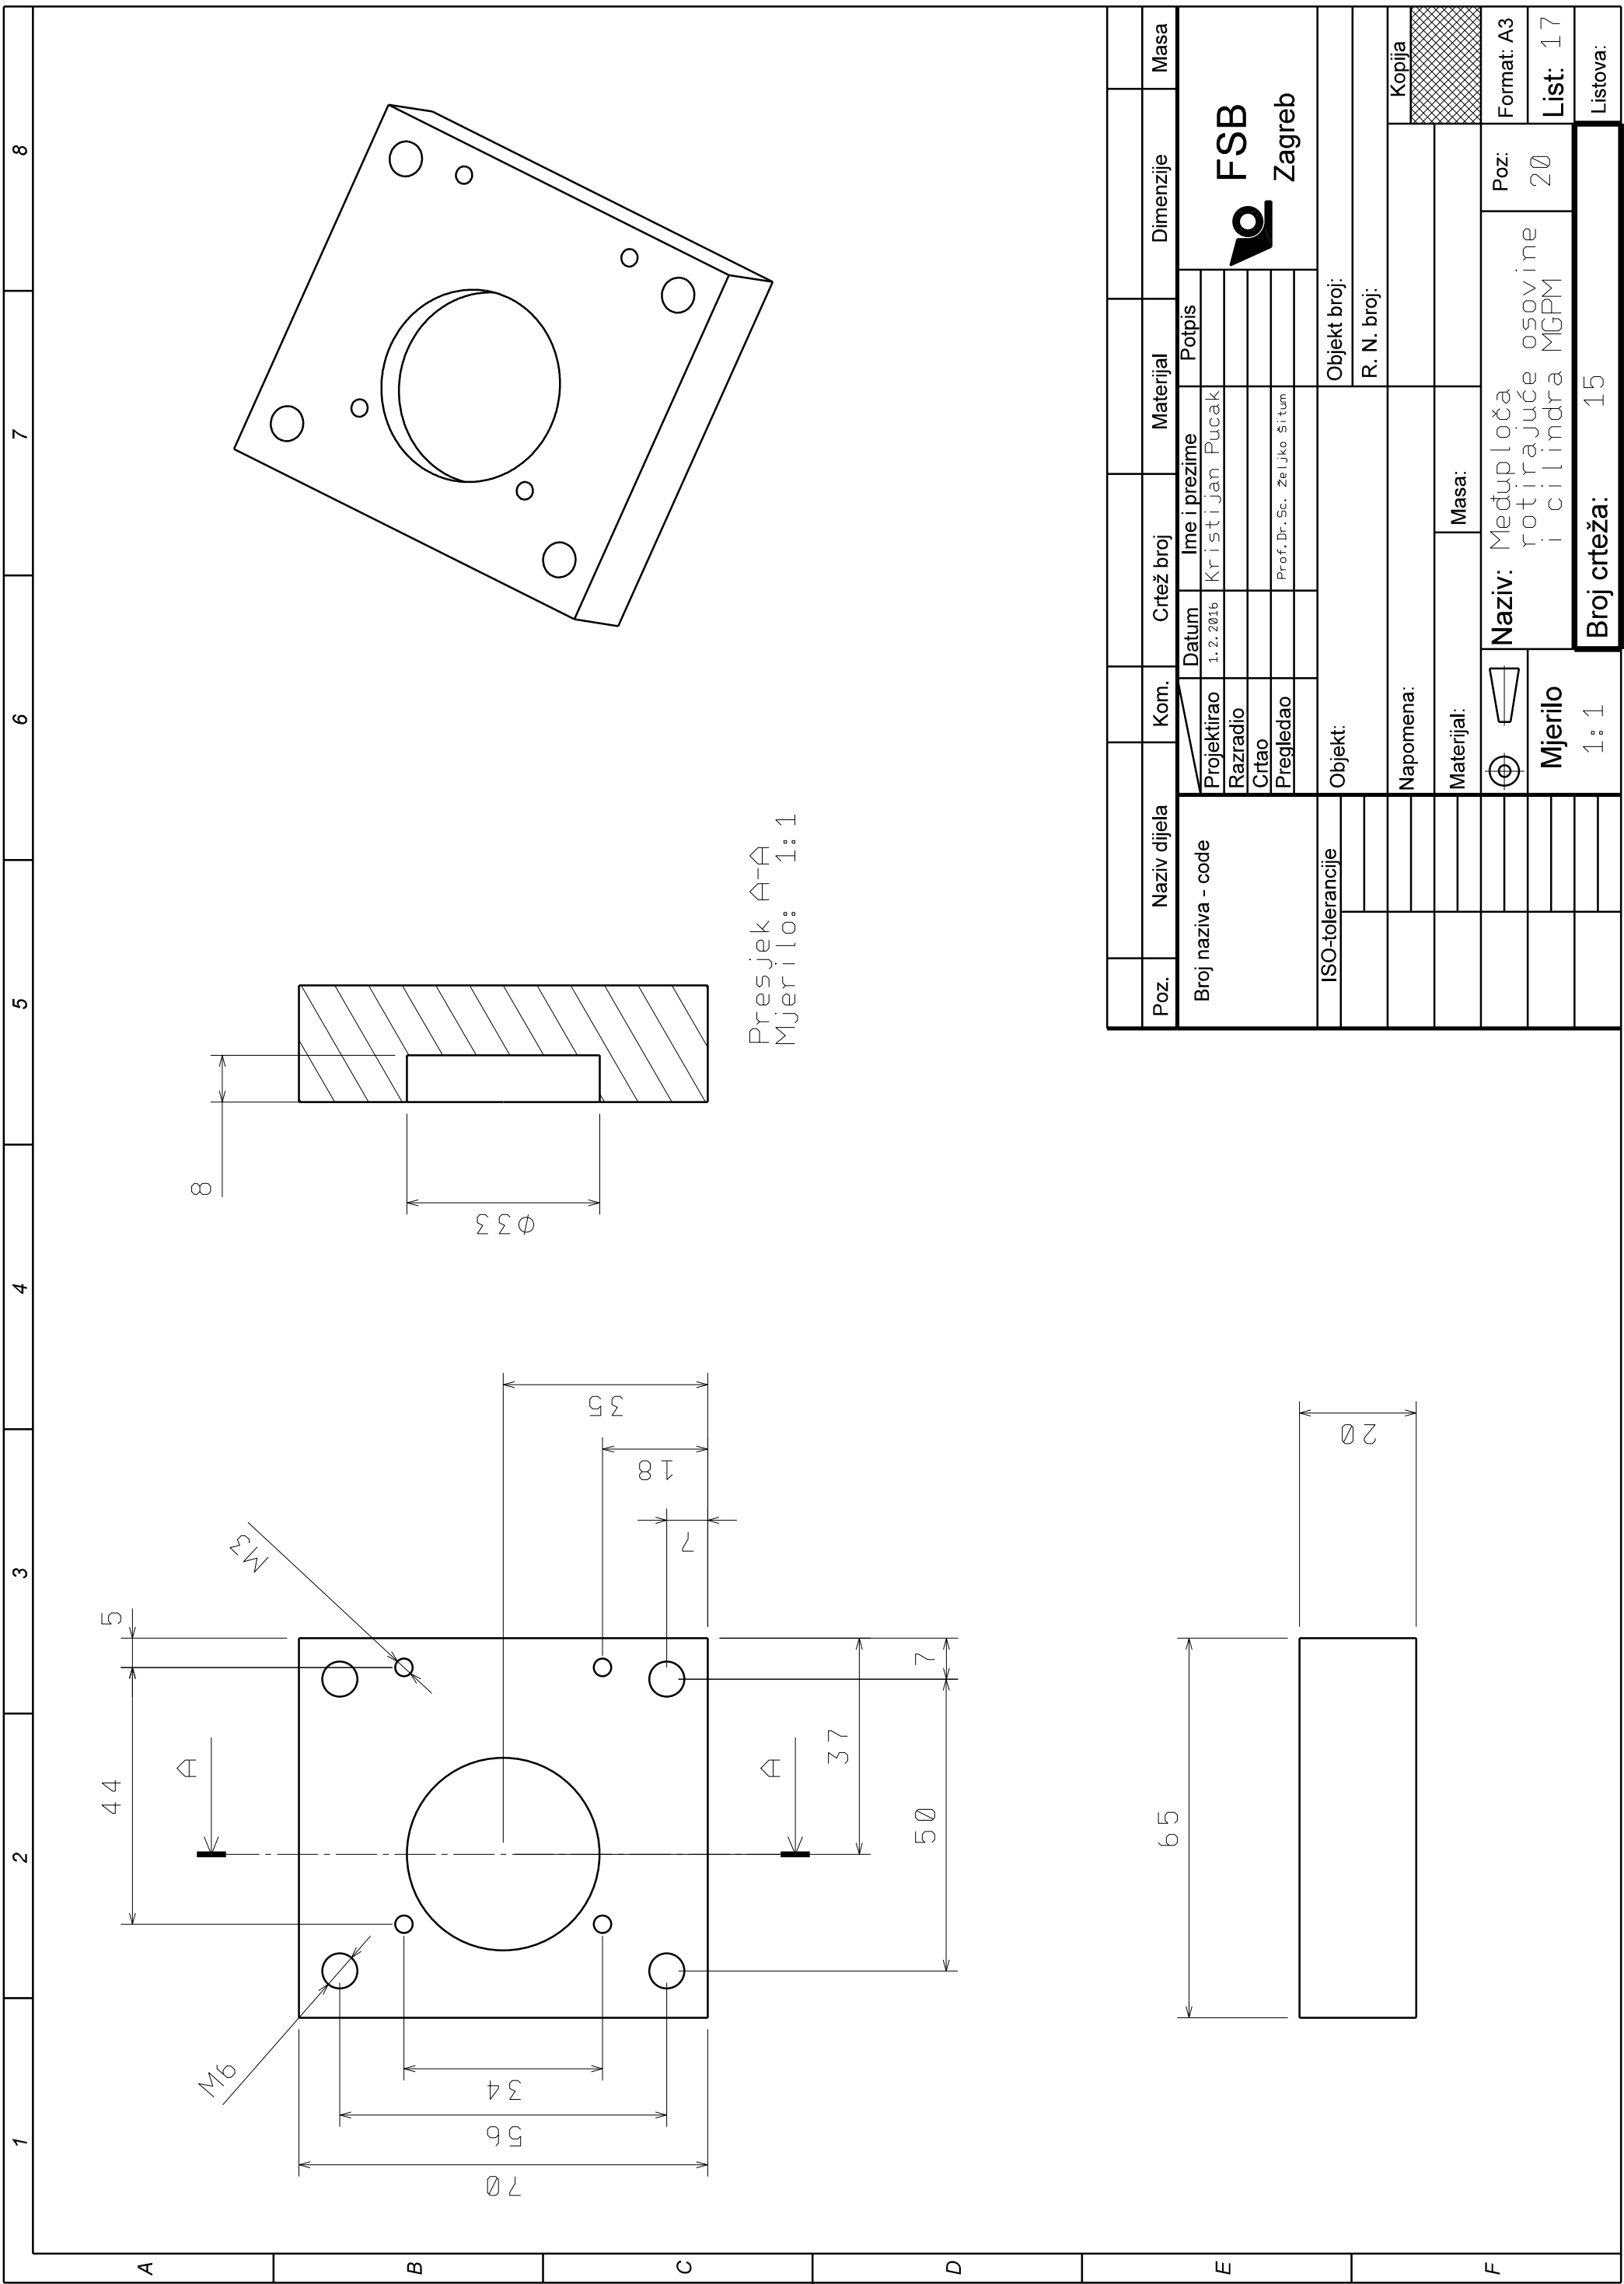 1 2 3 4 5 6 7 8
A
B
C
D
E
F
44
5
M3
M6
A
A
34
56
70
35
18
7
7
37
50
65
20
8
Ø33
Presjek A-A
Mjerilo: 1:1
Poz. Naziv dijela Kom. Crtež broj Materijal Dimenzije Masa
Broj naziva - code
Datum Ime i prezime Potpis
Projektirao 1.2.2016 Kristijan Pucak
Razradio
Crtao
Pregledao Prof.Dr.Sc. Željko Šitum
FSB
Zagreb
ISO-tolerancije
Objekt: Objekt broj:
R. N. broj:
Napomena: Kopija
Materijal: Masa:
Naziv: Međuploča
rotirajuće osovine
i cilindra MGPM
Poz:
20
Format: A3
List: 17
Mjerilo
1:1
Broj crteža: 15
Listova: